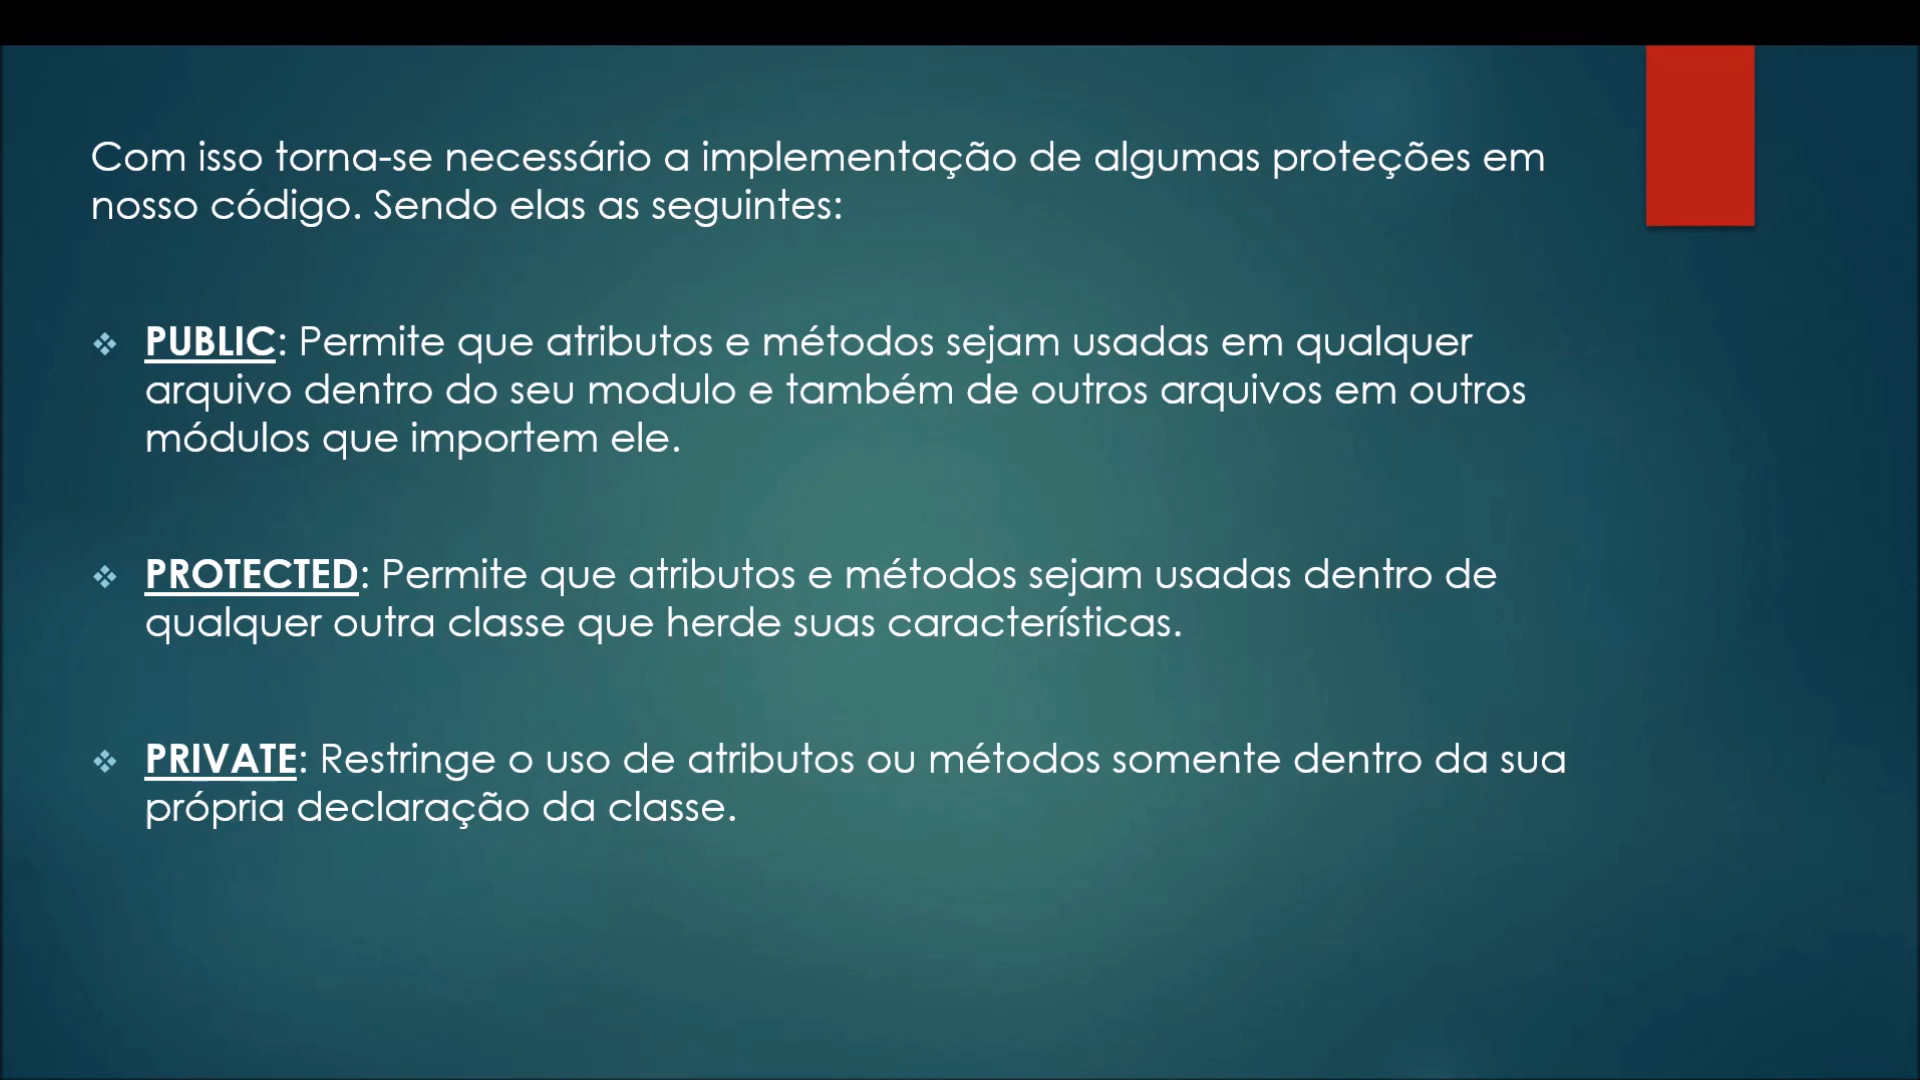 Com isso torna-se necessário a implementação de algumas proteções em
nosso código. Sendo elas as seguintes:
PUBLIC: Permite que atributos e métodos sejam usadas em qualquer
arquivo dentro do seu modulo e também de outros arquivos em outros
módulos que importem ele.
PROTECTED: Permite que atributos e métodos sejam usadas dentro de
qualquer outra classe que herde suas características.
PRIVATE: Restringe o uso de atributos ou métodos somente dentro da sua
própria declaração da classe.